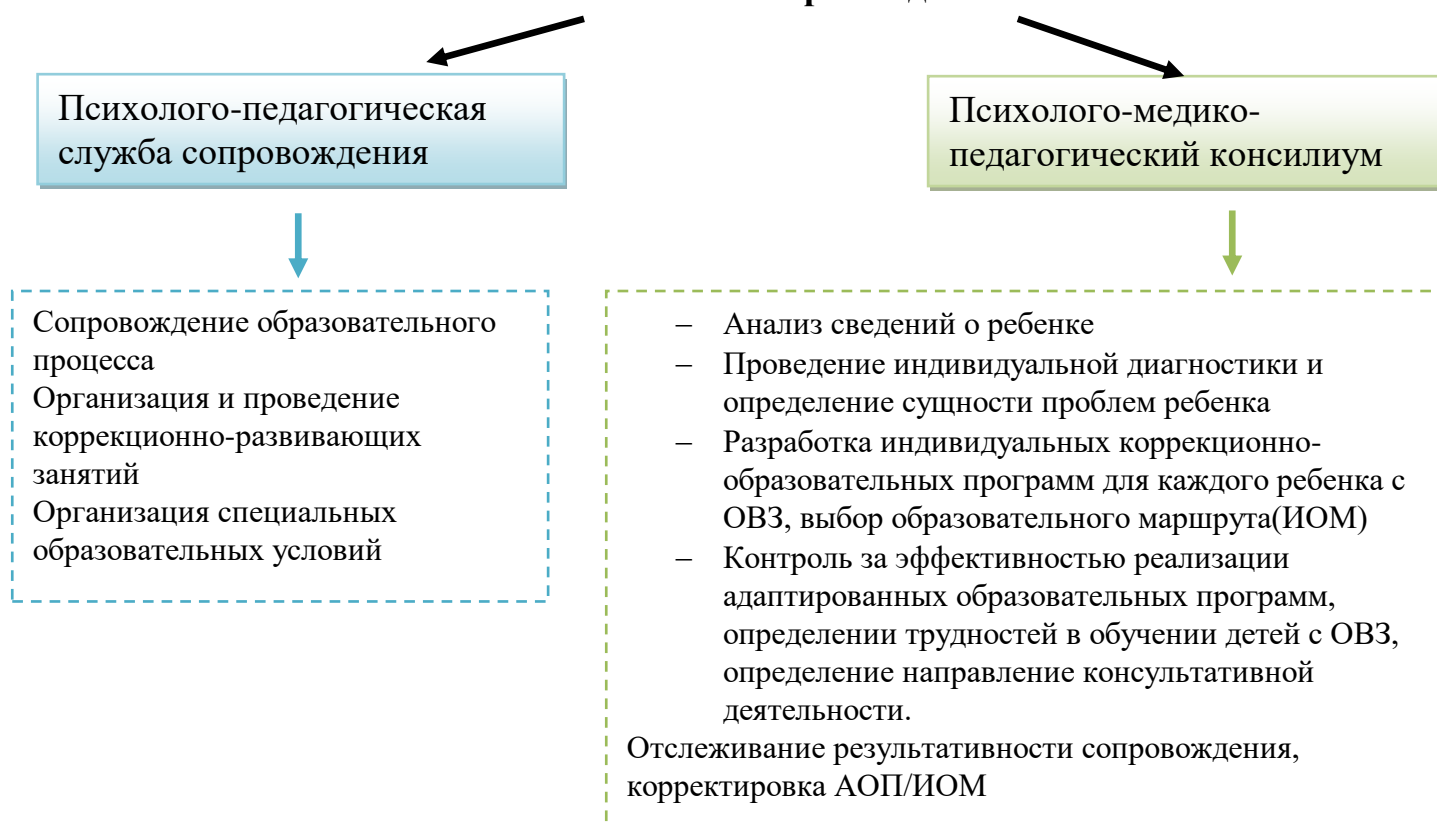 Психолого-педагогическая
служба сопровождения
Психолого-медико-
педагогический консилиум
Сопровождение образовательного
процесса
Организация и проведение
коррекционно-развивающих
занятий
Организация специальных
образовательных условий
– Анализ сведений о ребенке
– Проведение индивидуальной диагностики и
определение сущности проблем ребенка
– Разработка индивидуальных коррекционно-
образовательных программ для каждого ребенка с
ОВЗ, выбор образовательного маршрута(ИОМ)
– Контроль за эффективностью реализации
адаптированных образовательных программ,
определении трудностей в обучении детей с ОВЗ,
определение направление консультативной
деятельности.
Отслеживание результативности сопровождения,
корректировка АОП/ИОМ